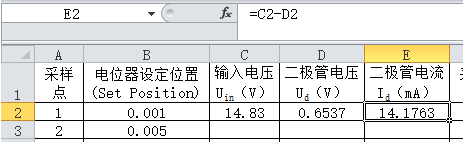 E2 fx =C2-D2
A B C D E
采样 电位器设定位置 输入电压 二极管电压 二极管电流
1 点 (Set Position) Uin (V) Ud (V) Id (mA)
2 1 0.001 14.83 0.6537 14.1763
3 2 0.005